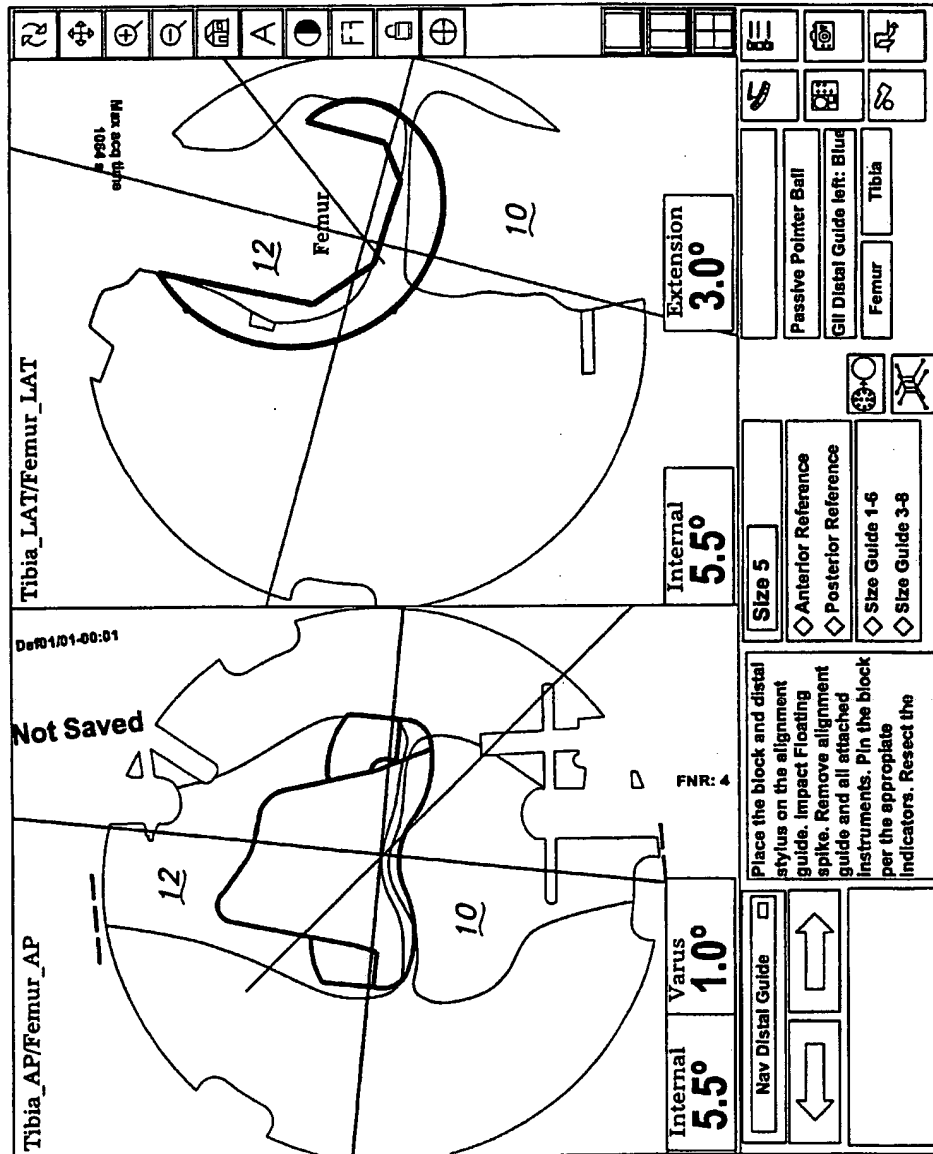 Tibia_AP/Femur_AP
Not Saved
Def01/01-00:01
12
10
FNR: 4
Internal
5.5°
Varus
1.0°
Tibia_LAT/Femur_LAT
Max acq time
1064 s
12
Femur
10
Internal
5.5°
Extension
3.0°
A
Nav Distal Guide
Place the block and distal
stylus on the alignment
guide. Impact Floating
spike. Remove alignment
guide and all attached
instruments. Pin the block
per the appropiate
indicators. Resect the
Size 5
Anterior Reference
Posterior Reference
Size Guide 1-6
Size Guide 3-8
Passive Pointer Ball
GII Distal Guide left: Blue
Femur
Tibia